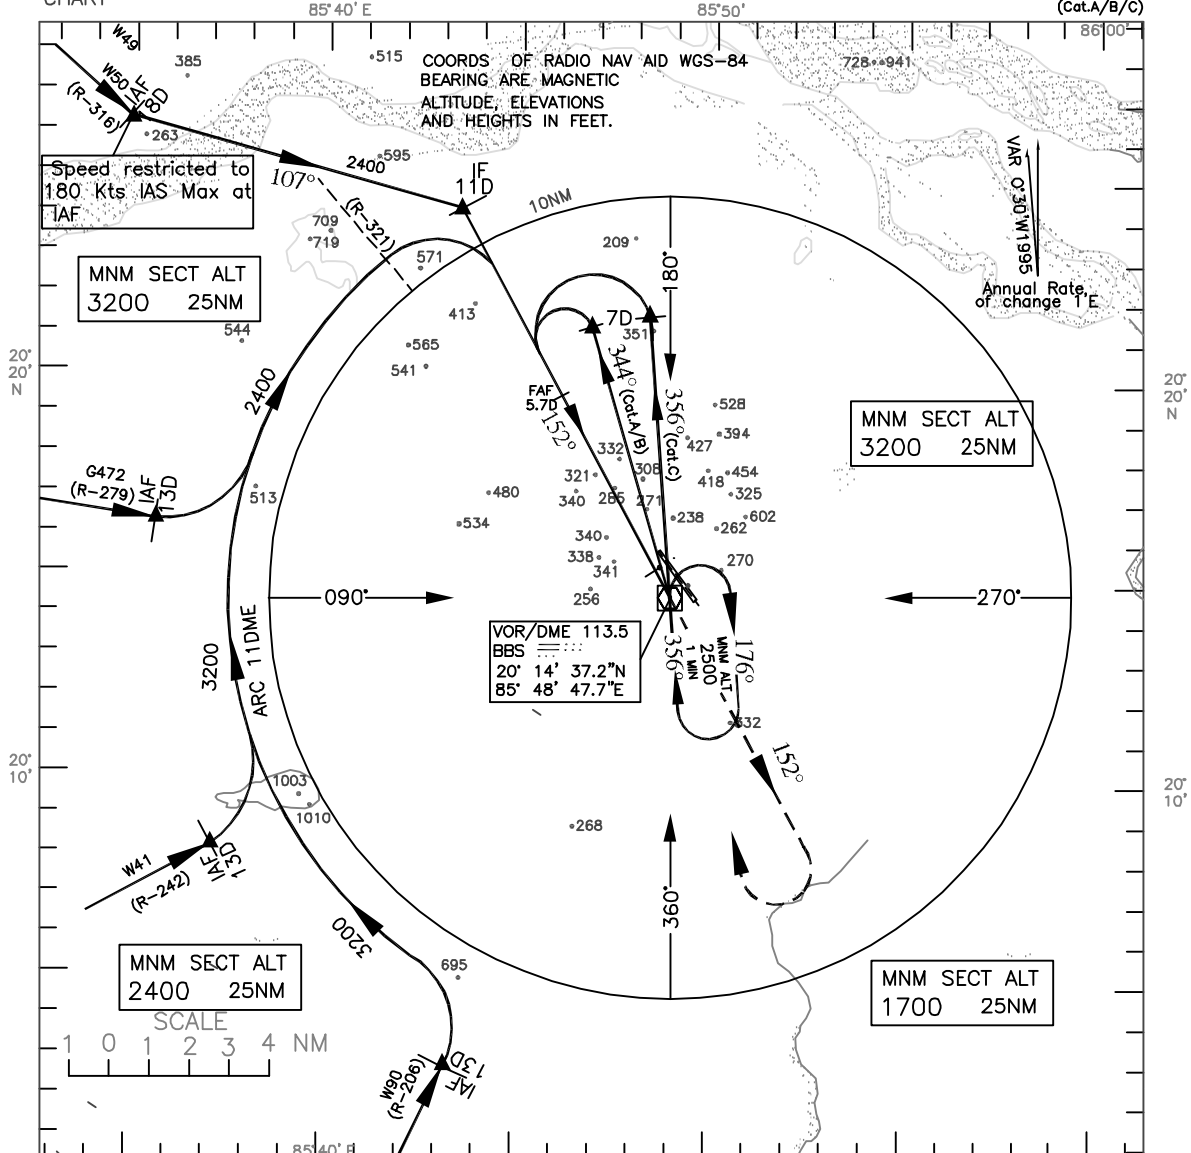 CHART
(Cat.A/B/C)
85°40' E
85°50'
86°00'
W49
W50
(R-316)
IAF
18D
385
263
515
COORDS OF RADIO NAV AID WGS-84
BEARING ARE MAGNETIC
ALTITUDE, ELEVATIONS
AND HEIGHTS IN FEET.
728
941
Speed restricted to
180 Kts IAS Max at
IAF
595
2400
107°
IF
11D
(R-321)
10NM
VAR 0°30'W1995
Annual Rate
of change 1'E
709
719
571
209
180°
MNM SECT ALT
3200 25NM
544
413
565
541
7D
351
344°
(Cat.A/B)
356°
(Cat.C)
20°
20'
N
20°
20'
N
2400
FAF
5.7D
152°
528
394
427
MNM SECT ALT
3200 25NM
332
308
321
340
285
271
418
454
325
602
238
262
G472
(R-279)
IAF
13D
513
480
534
340
338
341
256
270
090°
270°
VOR/DME 113.5
BBS
20° 14' 37.2"N
85° 48' 47.7"E
356°
MNM ALT
2500
1 MIN
176°
ARC 11DME
3200
332
152°
20°
10'
20°
10'
1003
1010
268
W41
(R-242)
IAF
13D
360°
3200
695
MNM SECT ALT
2400 25NM
MNM SECT ALT
1700 25NM
SCALE
1 0 1 2 3 4 NM
W90
(R-206)
IAF
13D
85°40' E